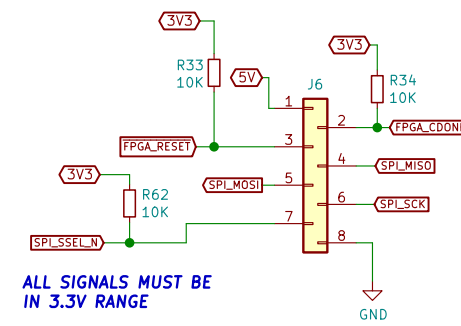 3V3
R33
10K
5V
3V3
J6
R34
10K
1
2
FPGA_CDON
FPGA_RESET
3
4
SPI_MISO
3V3
SPI_MOSI
5
R62
10K
6
SPI_SCK
7
SPI_SSEL_N
8
ALL SIGNALS MUST BE
IN 3.3V RANGE
GND